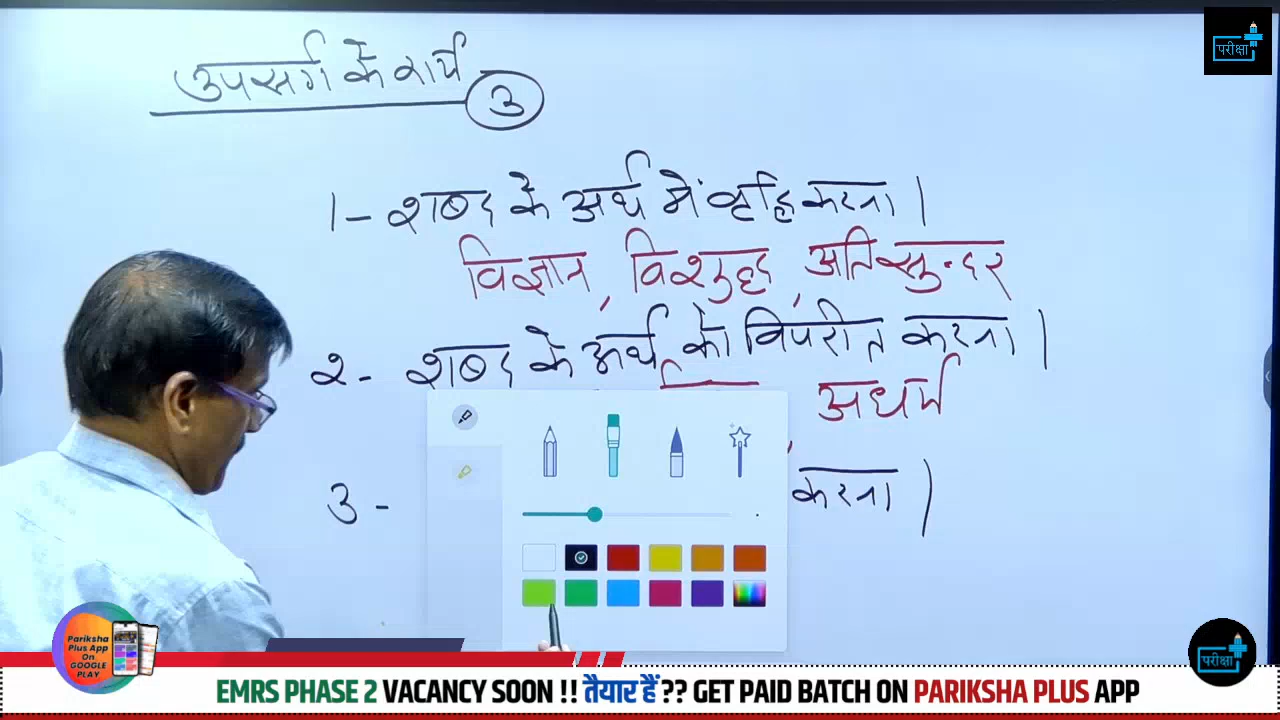 उपसर्ग के कार्य
3
1- शब्द के अर्थ में वृद्धि करना।
विज्ञान, विशुद्ध, अतिसुन्दर
२- शब्द के अर्थ को विपरीत करना।
अधर्म
3- करना।
परीक्षा
Pariksha
Plus App
On
GOOGLE
PLAY
परीक्षा
EMRS PHASE 2 VACANCY SOON !! तैयार हैं ?? GET PAID BATCH ON PARIKSHA PLUS APP